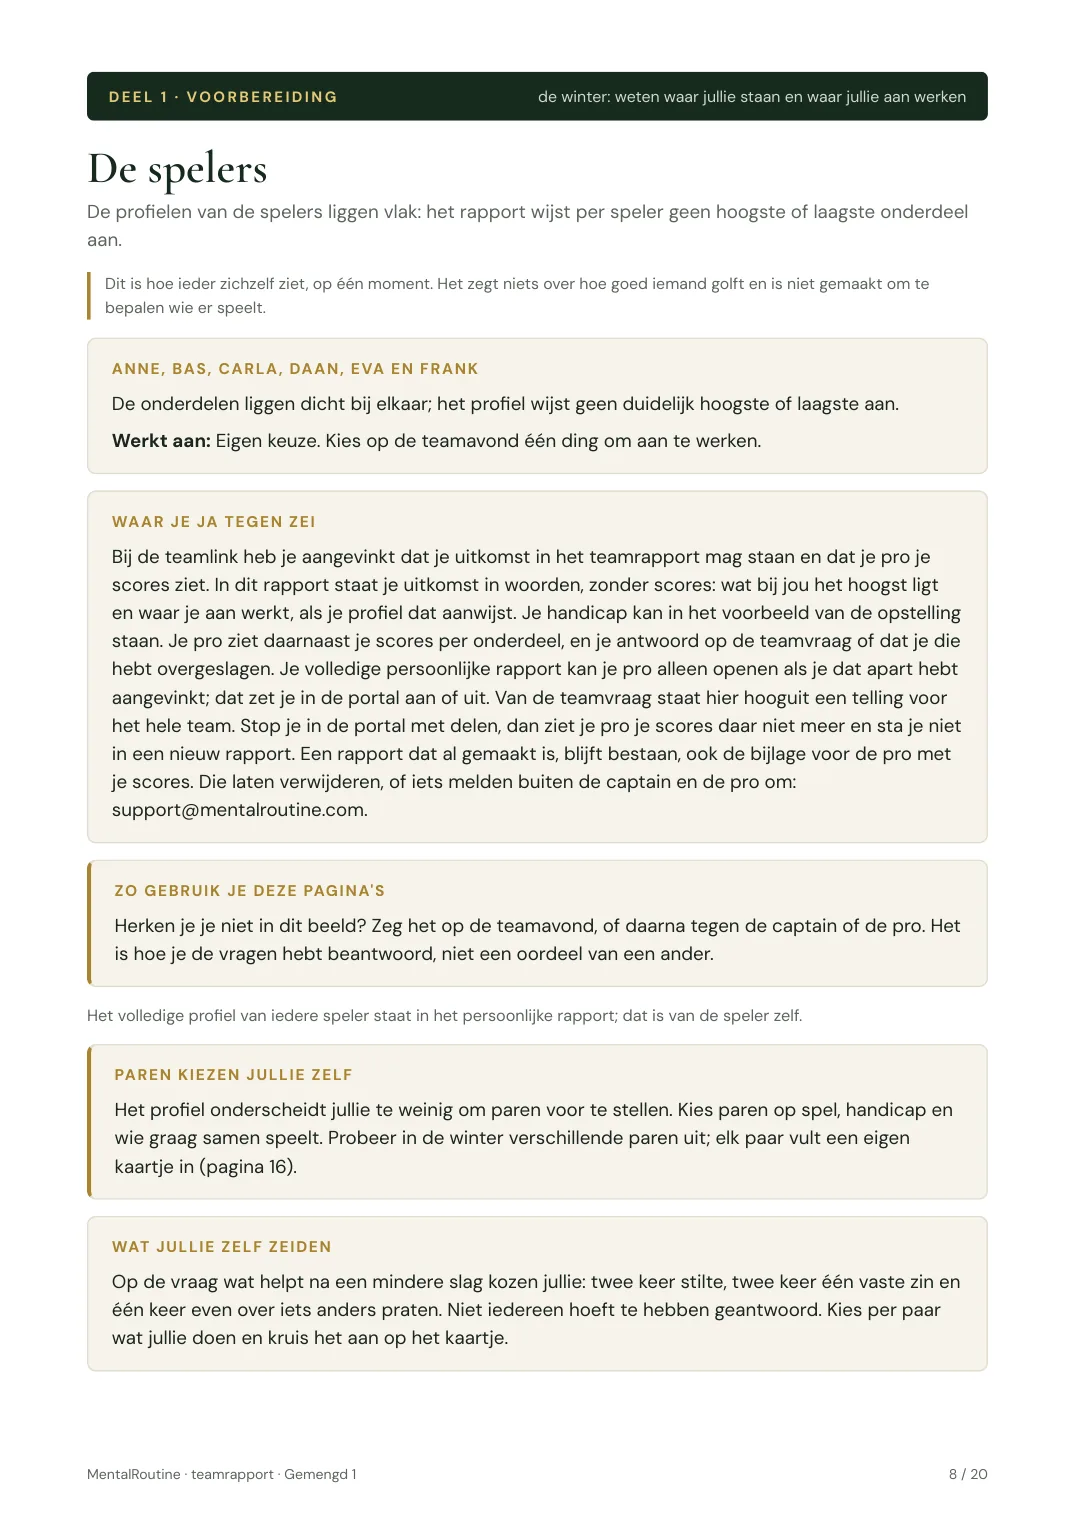 DEEL 1 · VOORBEREIDING
de winter: weten waar jullie staan en waar jullie aan werken
De spelers
De profielen van de spelers liggen vlak: het rapport wijst per speler geen hoogste of laagste onderdeel
aan.
Dit is hoe ieder zichzelf ziet, op één moment. Het zegt niets over hoe goed iemand golft en is niet gemaakt om te
bepalen wie er speelt.
ANNE, BAS, CARLA, DAAN, EVA EN FRANK
De onderdelen liggen dicht bij elkaar; het profiel wijst geen duidelijk hoogste of laagste aan.
Werkt aan: Eigen keuze. Kies op de teamavond één ding om aan te werken.
WAAR JE JA TEGEN ZEI
Bij de teamlink heb je aangevinkt dat je uitkomst in het teamrapport mag staan en dat je pro je
scores ziet. In dit rapport staat je uitkomst in woorden, zonder scores: wat bij jou het hoogst ligt
en waar je aan werkt, als je profiel dat aanwijst. Je handicap kan in het voorbeeld van de opstelling
staan. Je pro ziet daarnaast je scores per onderdeel, en je antwoord op de teamvraag of dat je die
hebt overgeslagen. Je volledige persoonlijke rapport kan je pro alleen openen als je dat apart hebt
aangevinkt; dat zet je in de portal aan of uit. Van de teamvraag staat hier hooguit een telling voor
het hele team. Stop je in de portal met delen, dan ziet je pro je scores daar niet meer en sta je niet
in een nieuw rapport. Een rapport dat al gemaakt is, blijft bestaan, ook de bijlage voor de pro met
je scores. Die laten verwijderen, of iets melden buiten de captain en de pro om:
support@mentalroutine.com.
ZO GEBRUIK JE DEZE PAGINA'S
Herken je je niet in dit beeld? Zeg het op de teamavond, of daarna tegen de captain of de pro. Het
is hoe je de vragen hebt beantwoord, niet een oordeel van een ander.
Het volledige profiel van iedere speler staat in het persoonlijke rapport; dat is van de speler zelf.
PAREN KIEZEN JULLIE ZELF
Het profiel onderscheidt jullie te weinig om paren voor te stellen. Kies paren op spel, handicap en
wie graag samen speelt. Probeer in de winter verschillende paren uit; elk paar vult een eigen
kaartje in (pagina 16).
WAT JULLIE ZELF ZEIDEN
Op de vraag wat helpt na een mindere slag kozen jullie: twee keer stilte, twee keer één vaste zin en
één keer even over iets anders praten. Niet iedereen hoeft te hebben geantwoord. Kies per paar
wat jullie doen en kruis het aan op het kaartje.
MentalRoutine · teamrapport · Gemengd 1
8 / 20